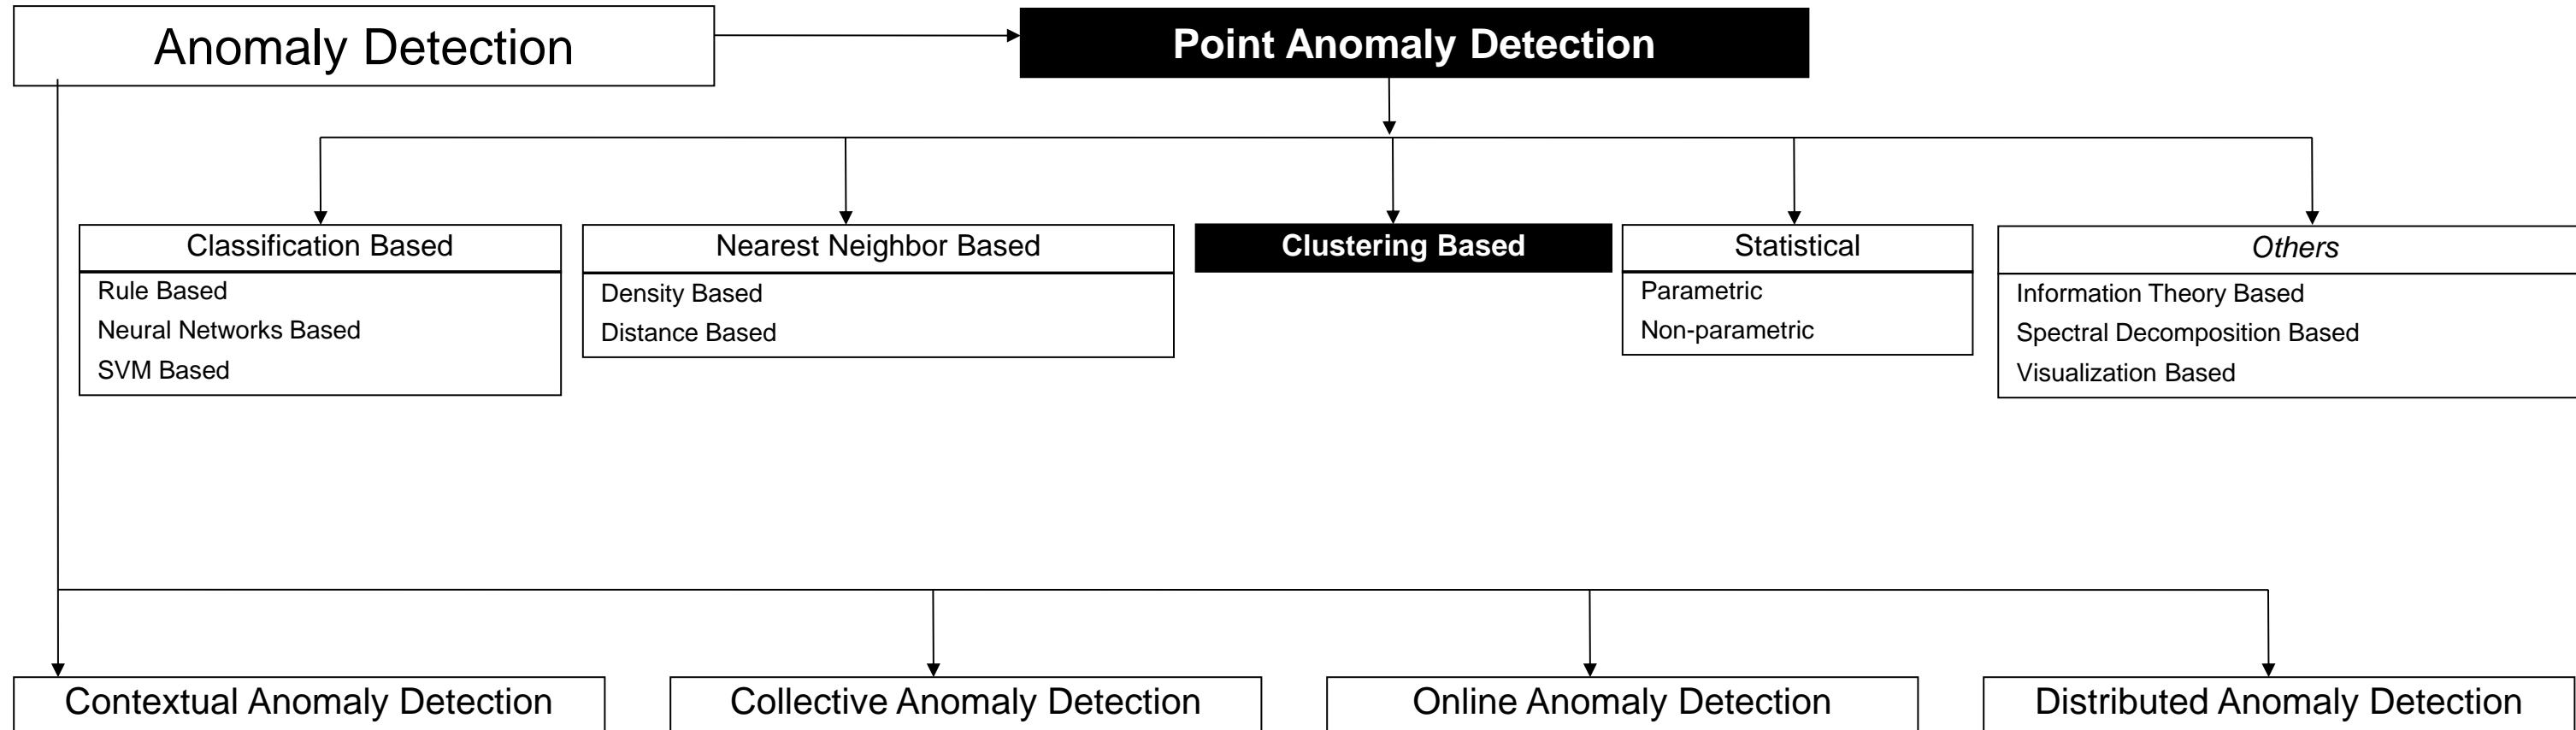 Anomaly Detection
Point Anomaly Detection
Classification Based
Rule Based
Neural Networks Based
SVM Based
Nearest Neighbor Based
Density Based
Distance Based
Clustering Based
Statistical
Parametric
Non-parametric
Others
Information Theory Based
Spectral Decomposition Based
Visualization Based
Contextual Anomaly Detection
Collective Anomaly Detection
Online Anomaly Detection
Distributed Anomaly Detection